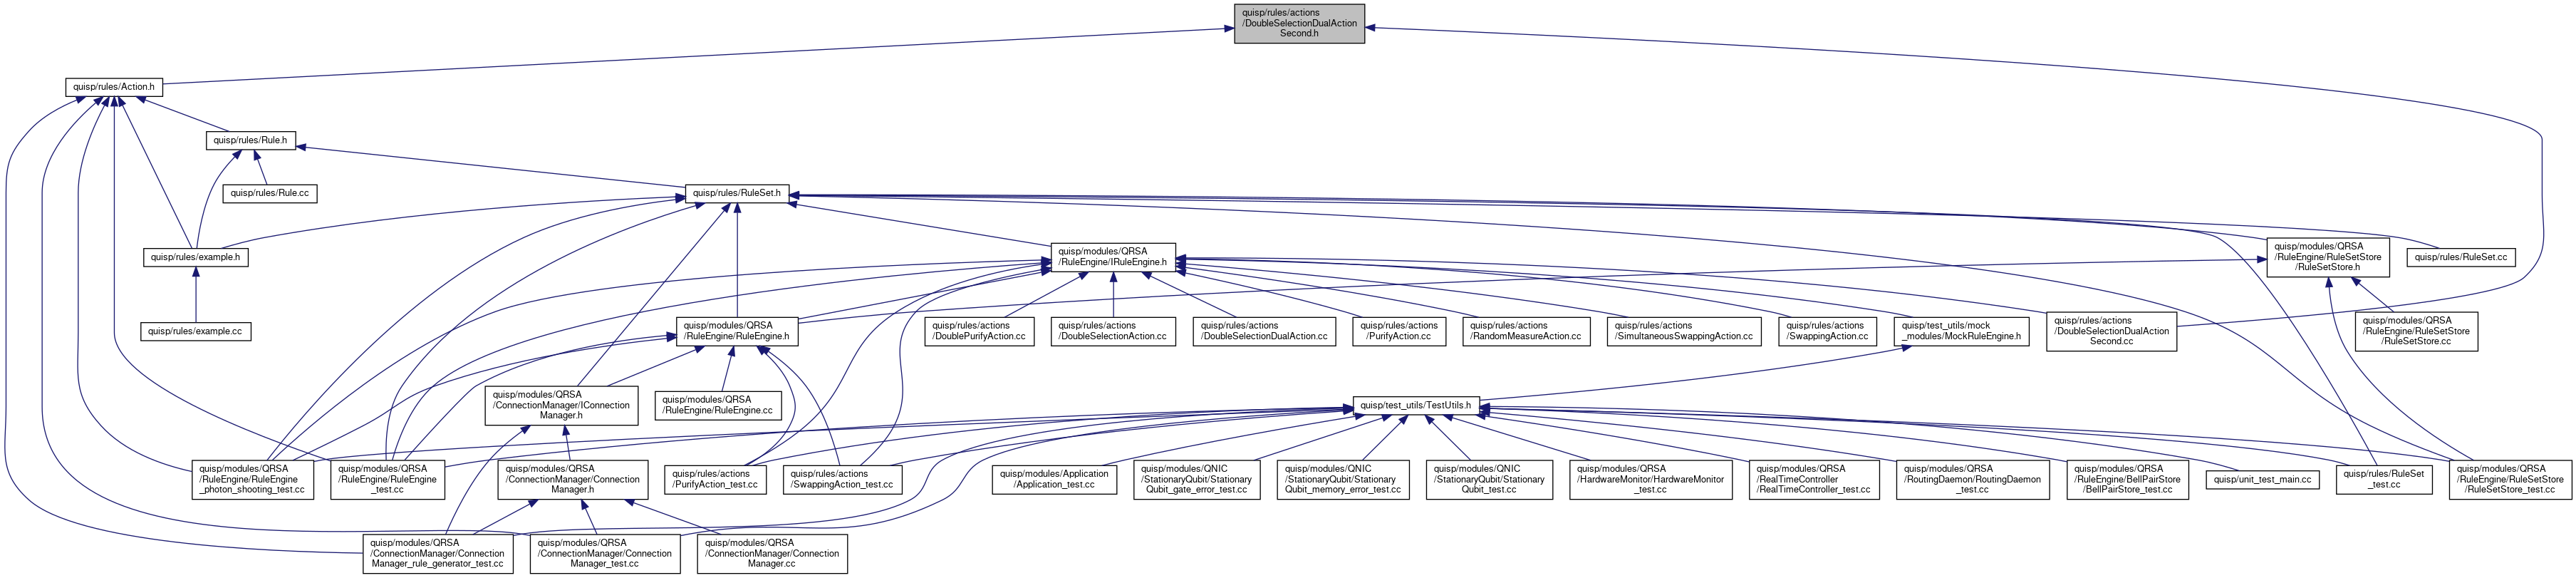 quisp/rules/actions
/DoubleSelectionDualAction
Second.h
quisp/rules/Action.h
quisp/rules/Rule.h
quisp/rules/Rule.cc
quisp/rules/RuleSet.h
quisp/rules/example.h
quisp/modules/QRSA
/RuleEngine/IRuleEngine.h
quisp/modules/QRSA
/RuleEngine/RuleSetStore
/RuleSetStore.h
quisp/rules/RuleSet.cc
quisp/rules/example.cc
quisp/modules/QRSA
/RuleEngine/RuleEngine.h
quisp/rules/actions
/DoublePurifyAction.cc
quisp/rules/actions
/DoubleSelectionAction.cc
quisp/rules/actions
/DoubleSelectionDualAction.cc
quisp/rules/actions
/PurifyAction.cc
quisp/rules/actions
/RandomMeasureAction.cc
quisp/rules/actions
/SimultaneousSwappingAction.cc
quisp/rules/actions
/SwappingAction.cc
quisp/test_utils/mock
_modules/MockRuleEngine.h
quisp/rules/actions
/DoubleSelectionDualAction
Second.cc
quisp/modules/QRSA
/RuleEngine/RuleSetStore
/RuleSetStore.cc
quisp/modules/QRSA
/ConnectionManager/IConnection
Manager.h
quisp/modules/QRSA
/RuleEngine/RuleEngine.cc
quisp/test_utils/TestUtils.h
quisp/modules/QRSA
/RuleEngine/RuleEngine
_photon_shooting_test.cc
quisp/modules/QRSA
/RuleEngine/RuleEngine
_test.cc
quisp/modules/QRSA
/ConnectionManager/Connection
Manager.h
quisp/rules/actions
/PurifyAction_test.cc
quisp/rules/actions
/SwappingAction_test.cc
quisp/modules/Application
/Application_test.cc
quisp/modules/QNIC
/StationaryQubit/Stationary
Qubit_gate_error_test.cc
quisp/modules/QNIC
/StationaryQubit/Stationary
Qubit_memory_error_test.cc
quisp/modules/QNIC
/StationaryQubit/Stationary
Qubit_test.cc
quisp/modules/QRSA
/HardwareMonitor/HardwareMonitor
_test.cc
quisp/modules/QRSA
/RealTimeController
/RealTimeController_test.cc
quisp/modules/QRSA
/RoutingDaemon/RoutingDaemon
_test.cc
quisp/modules/QRSA
/RuleEngine/BellPairStore
/BellPairStore_test.cc
quisp/unit_test_main.cc
quisp/rules/RuleSet
_test.cc
quisp/modules/QRSA
/RuleEngine/RuleSetStore
/RuleSetStore_test.cc
quisp/modules/QRSA
/ConnectionManager/Connection
Manager_rule_generator_test.cc
quisp/modules/QRSA
/ConnectionManager/Connection
Manager_test.cc
quisp/modules/QRSA
/ConnectionManager/Connection
Manager.cc